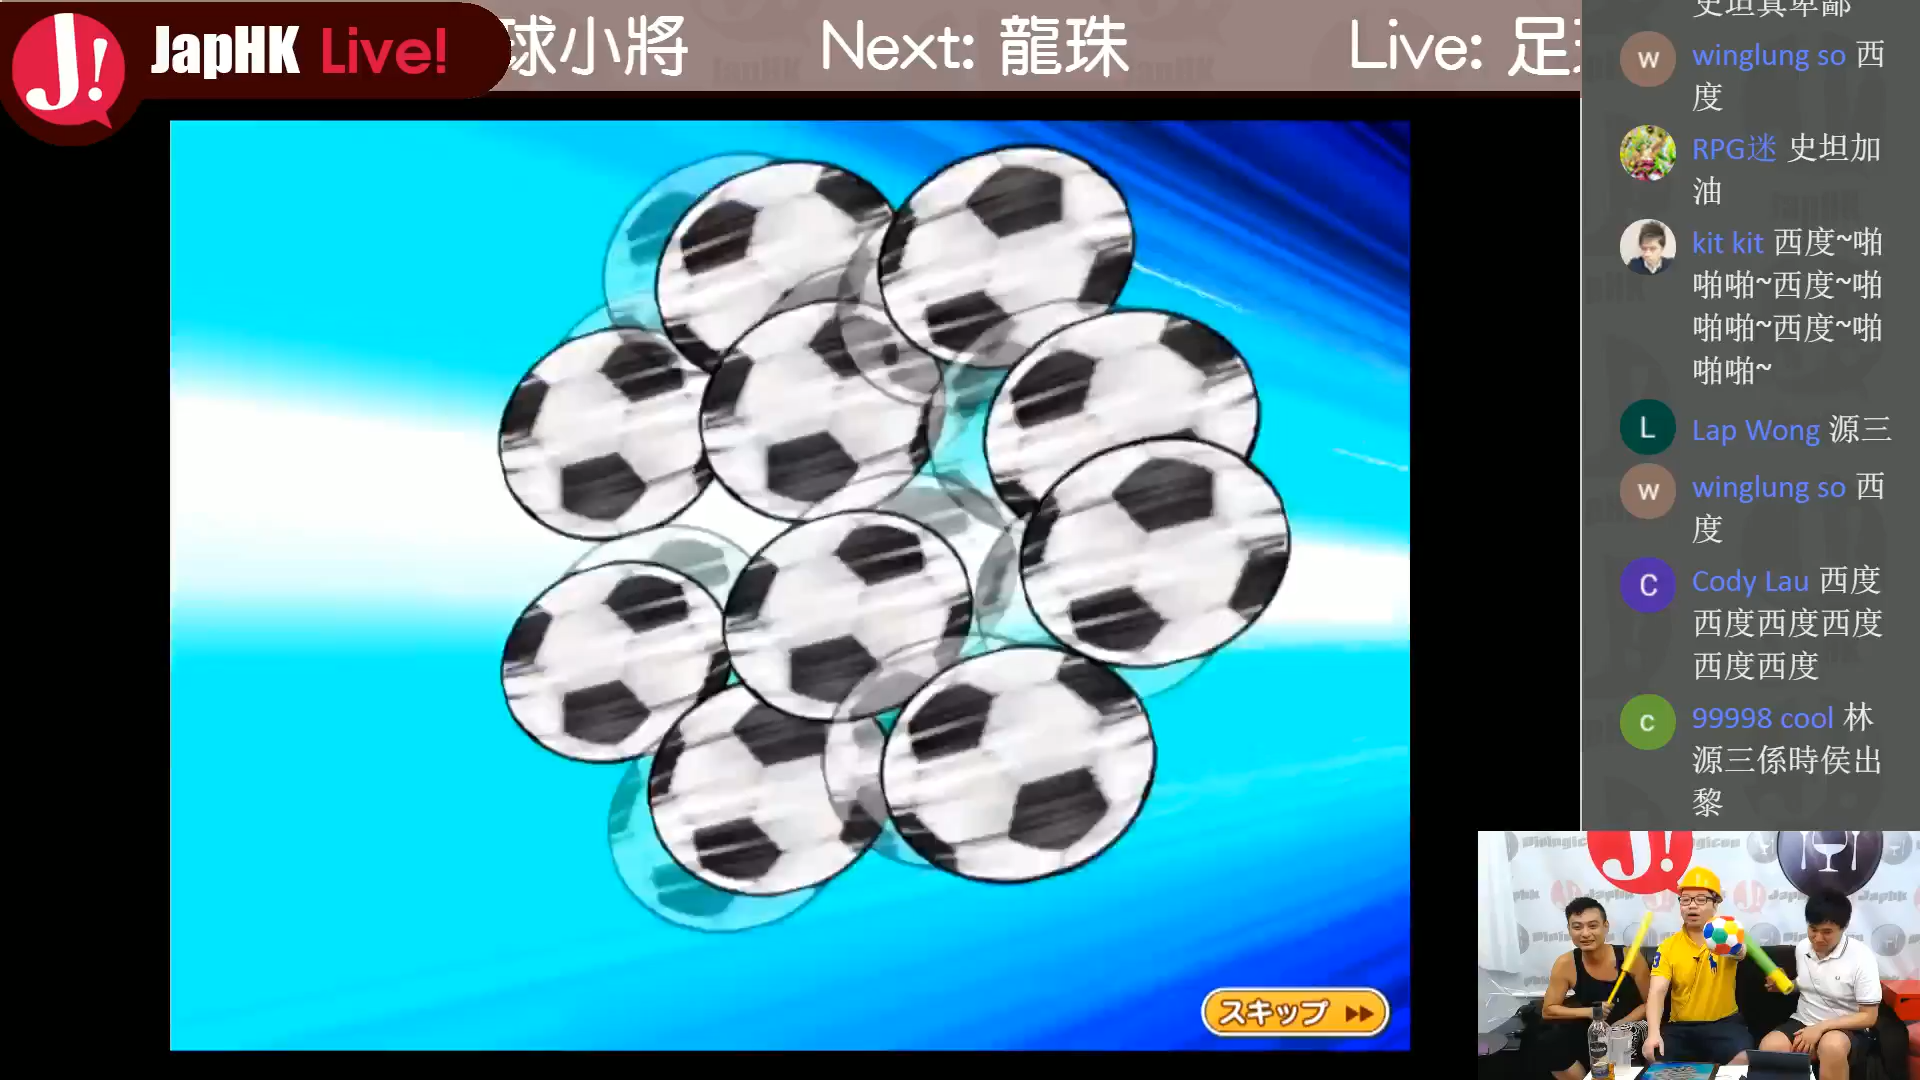 JapHK Live!
球小將
Next: 龍珠
Live: 足
史坦真卑鄙
winglung so 西
度
RPG迷 史坦加
油
kit kit 西度~啪
啪啪~西度~啪
啪啪~西度~啪
啪啪~
Lap Wong 源三
winglung so 西
度
Cody Lau 西度
西度西度西度
西度西度
99998 cool 林
源三係時侯出
黎
スキップ